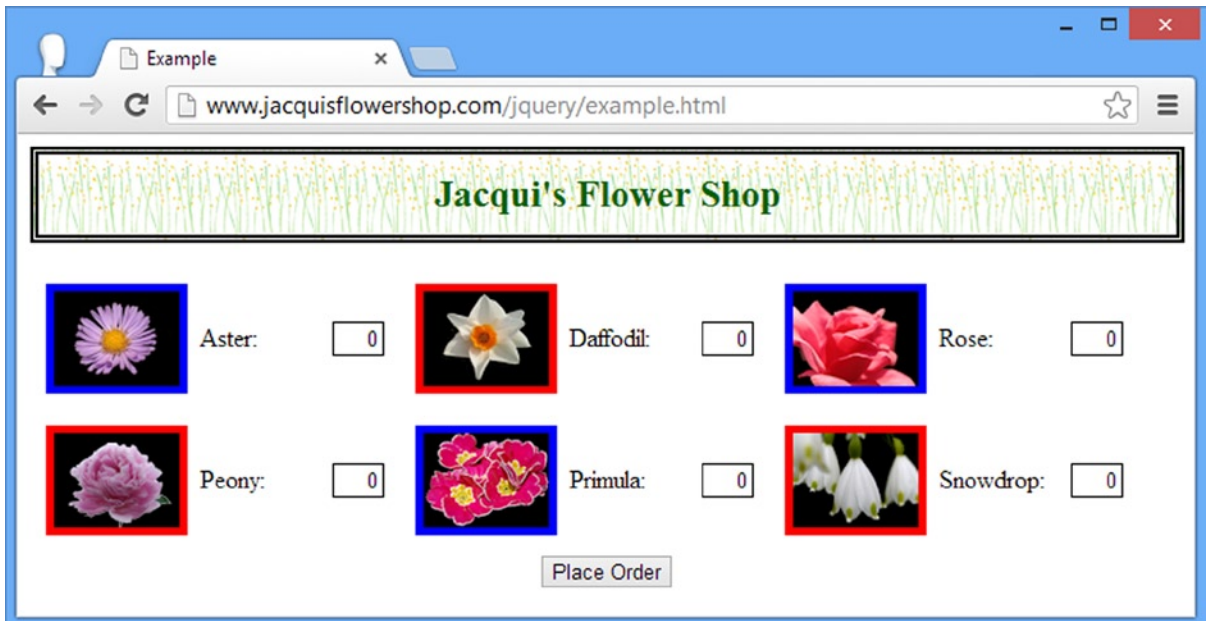 Example
www.jacquisflowershop.com/jquery/example.html
Jacqui's Flower Shop
Aster: 0 Daffodil: 0 Rose: 0
Peony: 0 Primula: 0 Snowdrop: 0
Place Order